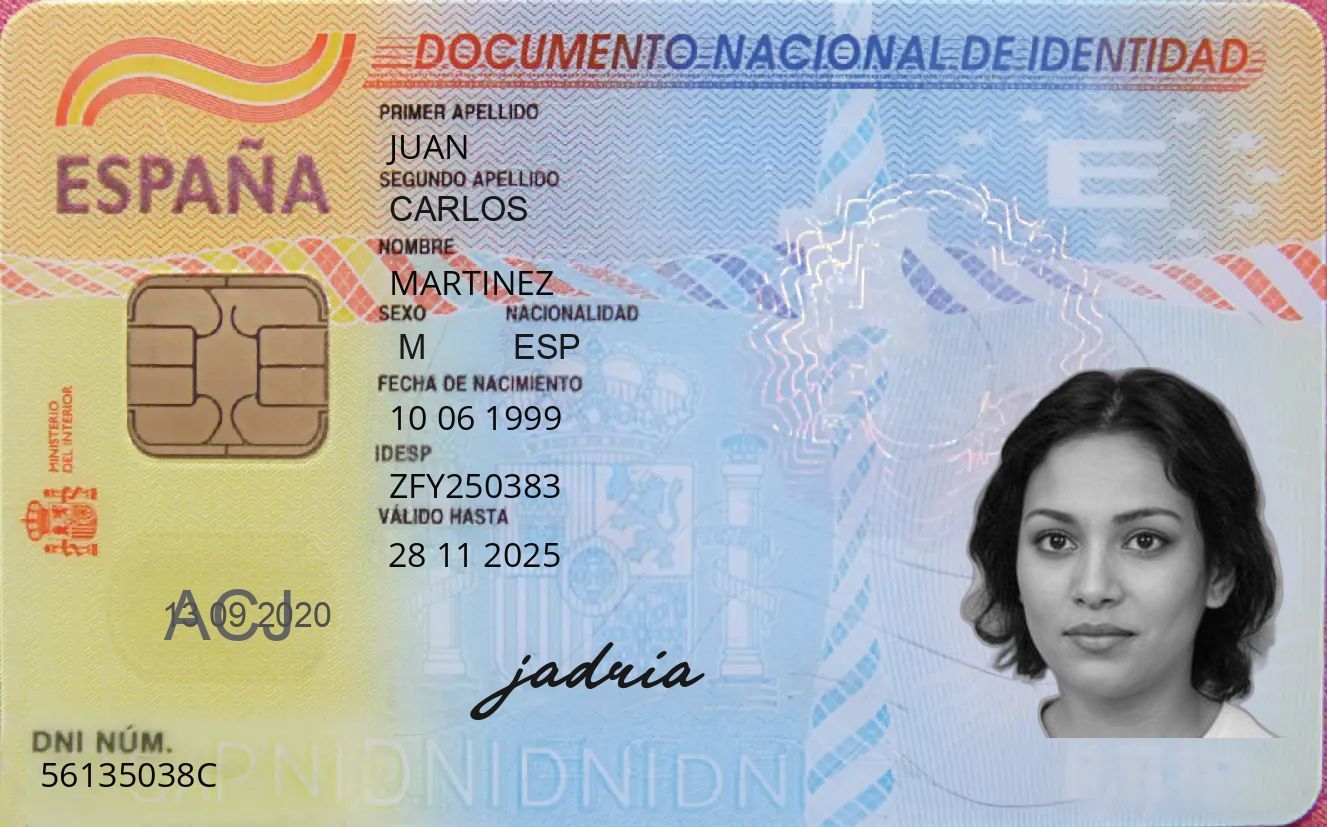 DOCUMENTO NACIONAL DE IDENTIDAD
ESPAÑA
PRIMER APELLIDO
JUAN
SEGUNDO APELLIDO
CARLOS
NOMBRE
MARTINEZ
SEXO NACIONALIDAD
M ESP
FECHA DE NACIMIENTO
10 06 1999
IDESP
ZFY250383
VÁLIDO HASTA
28 11 2025
MINISTERIO
DEL INTERIOR
E
ACJ
13 09 2020
jadria
DNI NÚM.
56135038C
DNIDNIDNIDNI